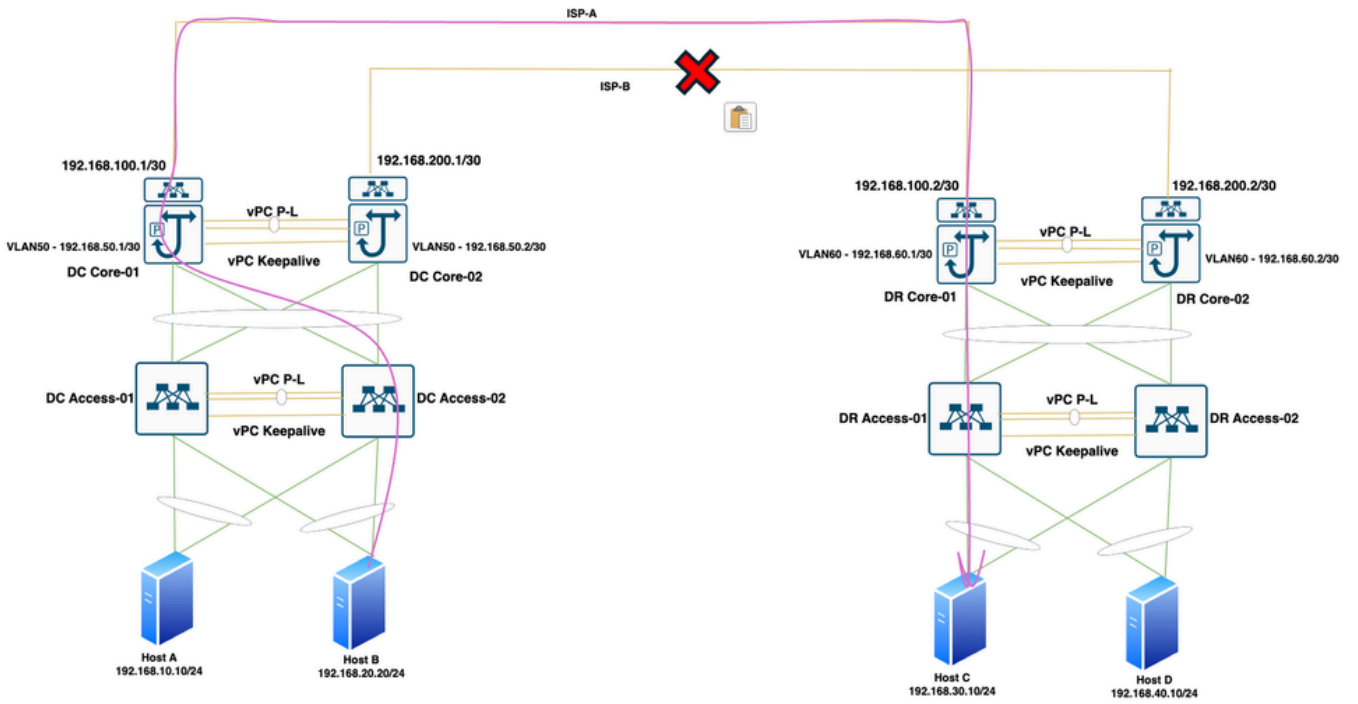 ISP-A
ISP-B
192.168.100.1/30
192.168.200.1/30
192.168.100.2/30
192.168.200.2/30
vPC P-L
P
P
VLAN50 - 192.168.50.1/30
VLAN50 - 192.168.50.2/30
vPC Keepalive
DC Core-01
DC Core-02
vPC P-L
P
P
VLAN60 - 192.168.60.1/30
VLAN60 - 192.168.60.2/30
vPC Keepalive
DR Core-01
DR Core-02
vPC P-L
DC Access-01
DC Access-02
vPC Keepalive
vPC P-L
DR Access-01
DR Access-02
vPC Keepalive
Host A
192.168.10.10/24
Host B
192.168.20.20/24
Host C
192.168.30.10/24
Host D
192.168.40.10/24